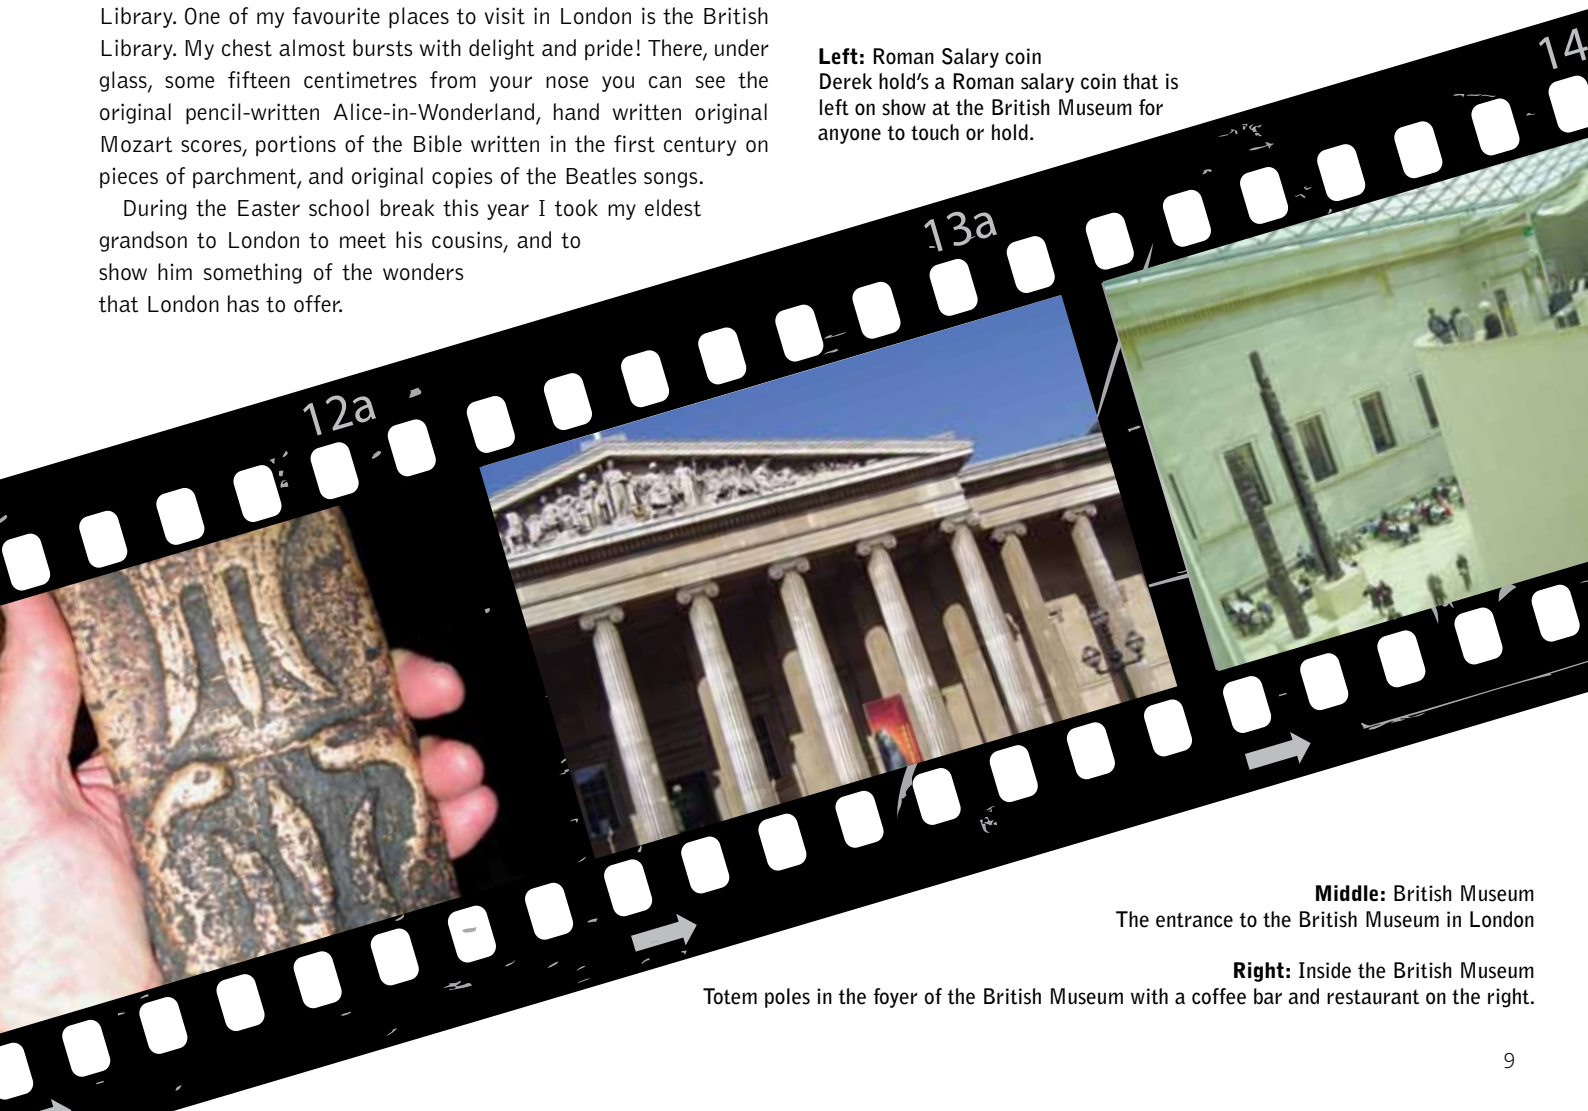 Library. One of my favourite places to visit in London is the British
Library. My chest almost bursts with delight and pride! There, under
glass, some fifteen centimetres from your nose you can see the
original pencil-written Alice-in-Wonderland, hand written original
Mozart scores, portions of the Bible written in the first century on
pieces of parchment, and original copies of the Beatles songs.
During the Easter school break this year I took my eldest
grandson to London to meet his cousins, and to
show him something of the wonders
that London has to offer.
Left: Roman Salary coin
Derek hold's a Roman salary coin that is
left on show at the British Museum for
anyone to touch or hold.
12a
13a
14
Middle: British Museum
The entrance to the British Museum in London
Right: Inside the British Museum
Totem poles in the foyer of the British Museum with a coffee bar and restaurant on the right.
9